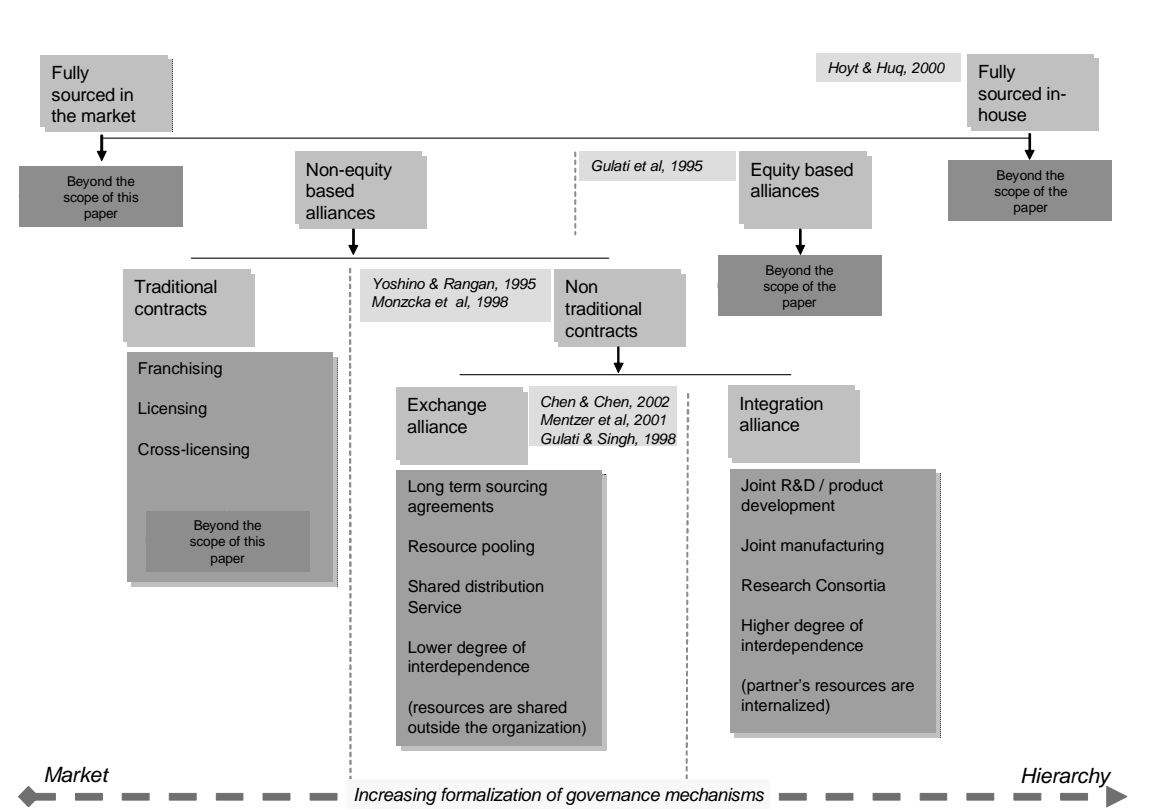 Fully
sourced in
the market
Hoyt & Huq, 2000
Fully
sourced in-
house
Beyond the
scope of this
paper
Non-equity
based
alliances
Gulati et al, 1995
Equity based
alliances
Beyond the
scope of the
paper
Beyond the
scope of the
paper
Traditional
contracts
Yoshino & Rangan, 1995
Monzcka et al, 1998
Non
traditional
contracts
Franchising
Licensing
Cross-licensing
Beyond the
scope of this
paper
Exchange
alliance
Chen & Chen, 2002
Mentzer et al, 2001
Gulati & Singh, 1998
Integration
alliance
Long term sourcing
agreements
Resource pooling
Shared distribution
Service
Lower degree of
interdependence
(resources are shared
outside the organization)
Joint R&D / product
development
Joint manufacturing
Research Consortia
Higher degree of
interdependence
(partner's resources are
internalized)
Market
Hierarchy
Increasing formalization of governance mechanisms